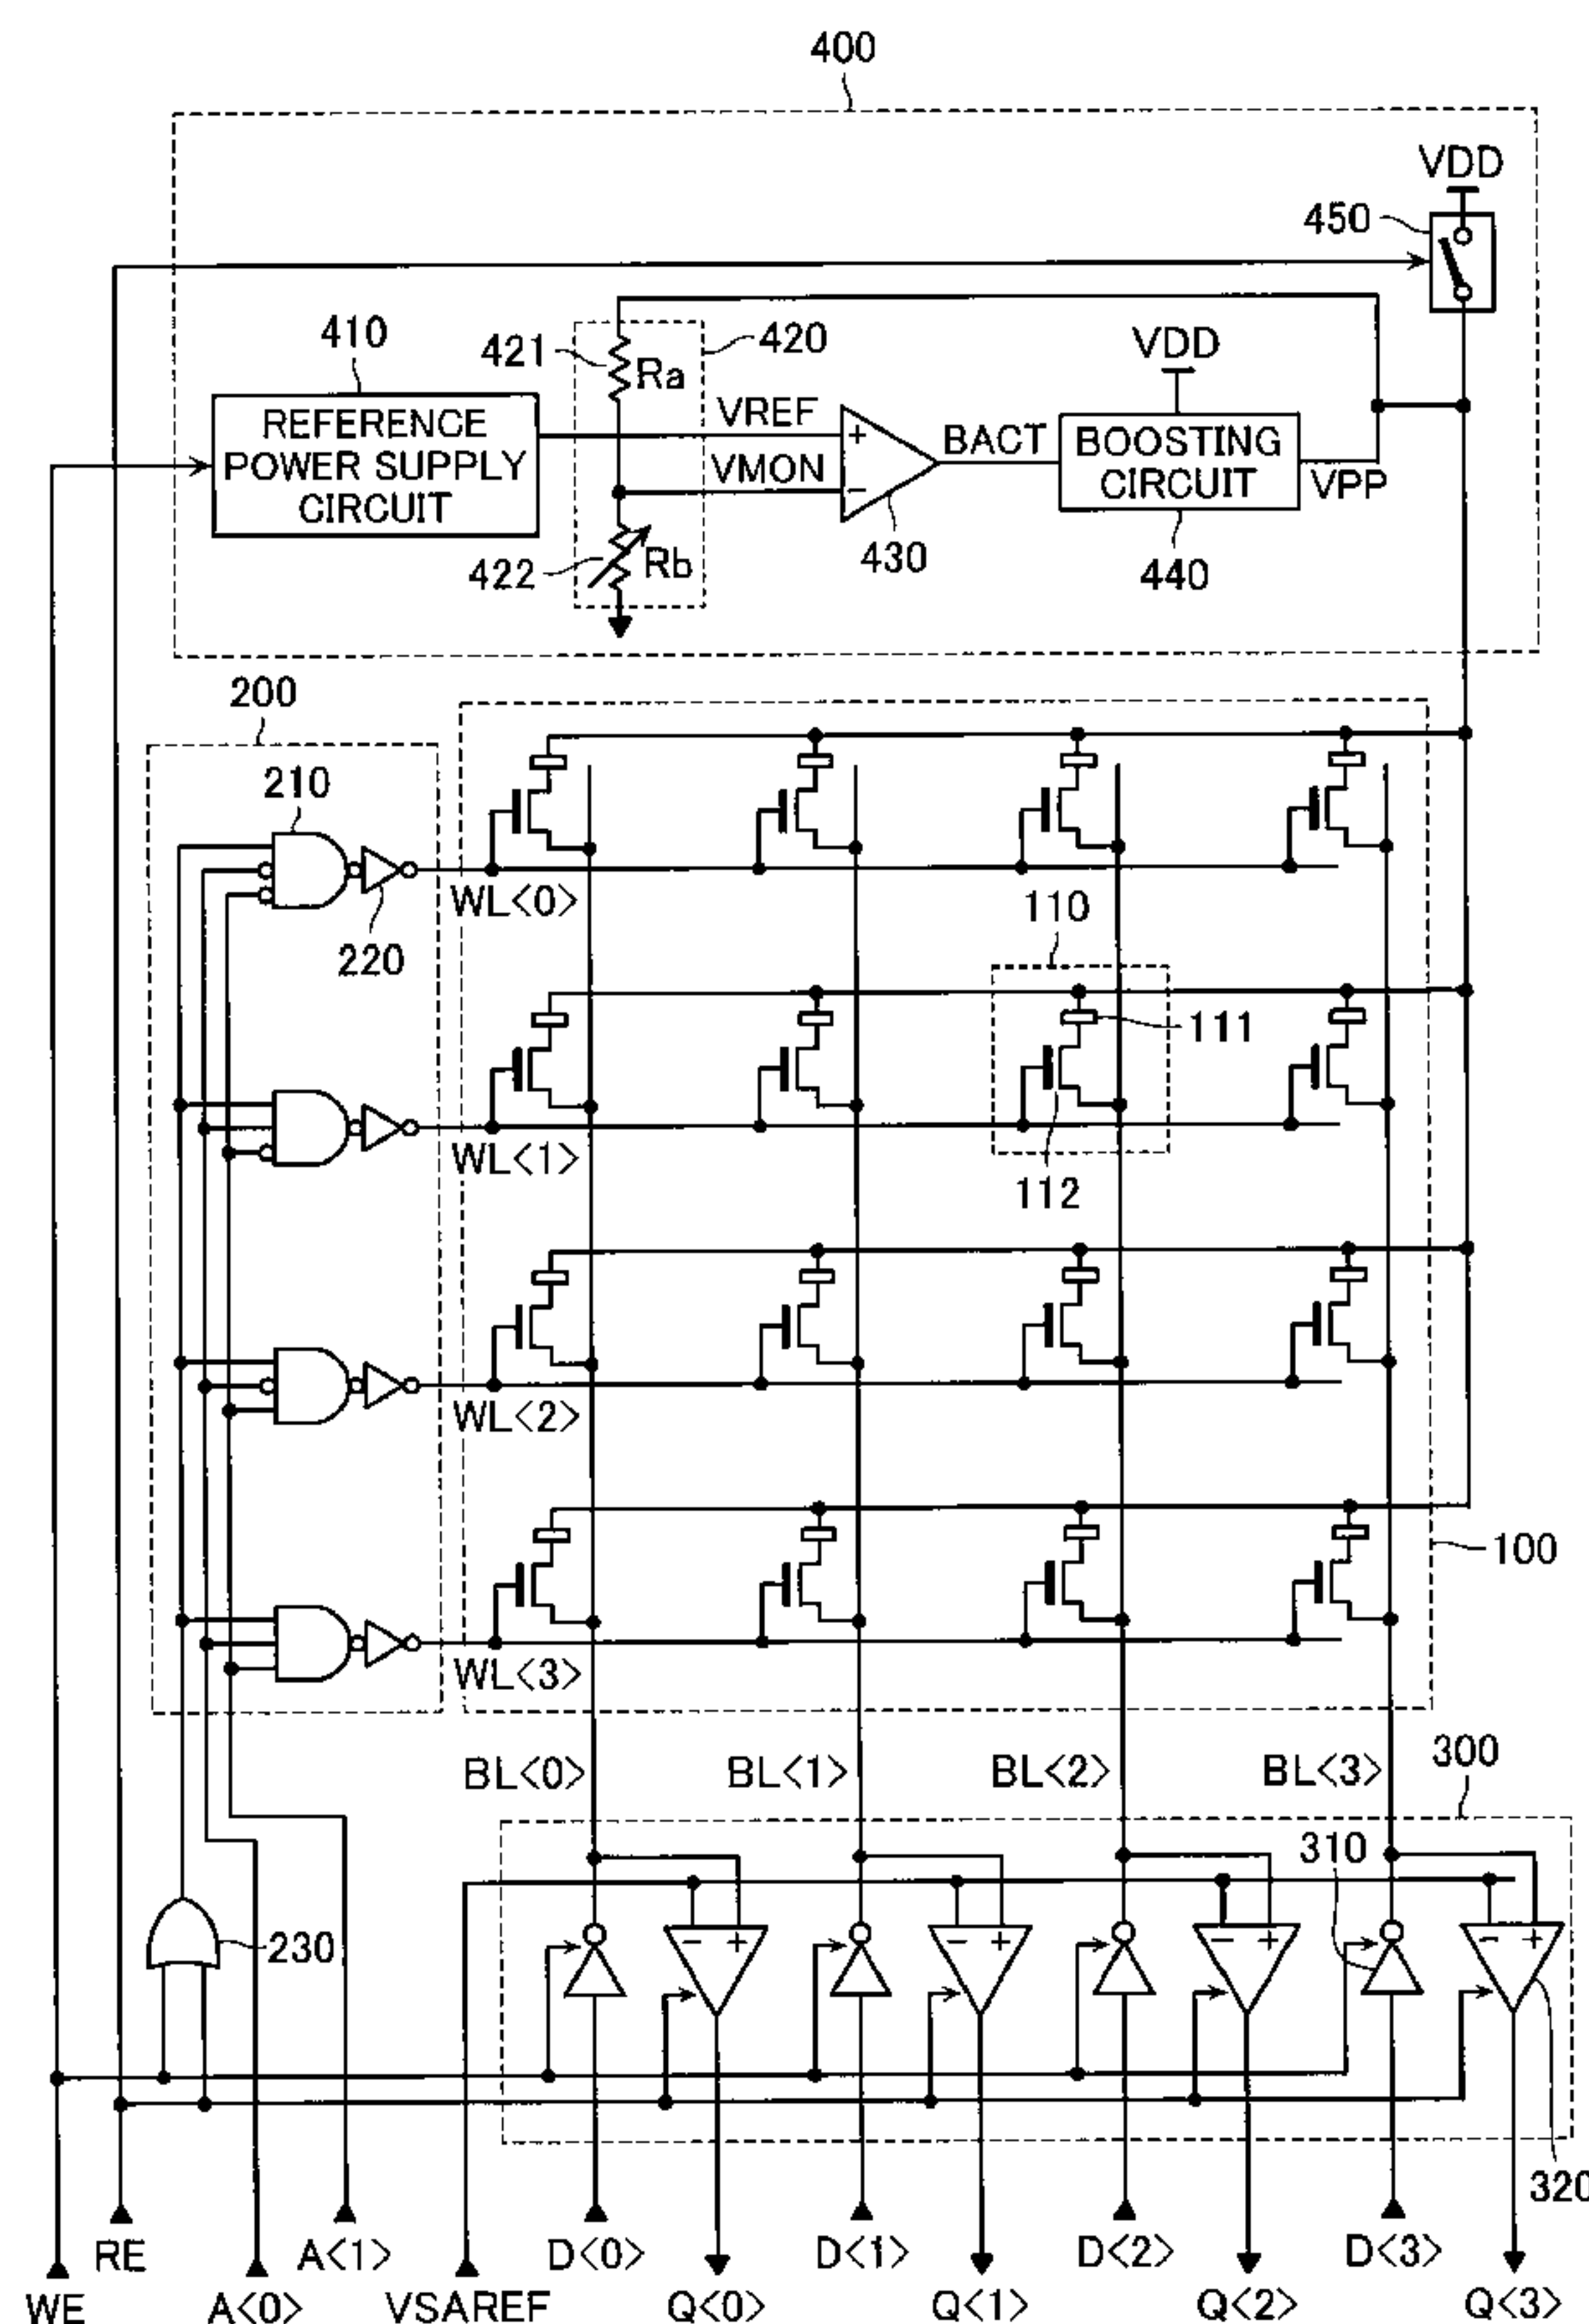 400
VDD
450
410
421
420
VDD
Ra
REFERENCE
POWER SUPPLY
CIRCUIT
VREF
VMON
BACT
BOOSTING
CIRCUIT
VPP
422
Rb
430
440
200
210
WL<0>
220
110
111
WL<1>
112
WL<2>
100
WL<3>
BL<0>
BL<1>
BL<2>
BL<3>
300
310
230
+
-
320
RE
A<1>
D<0>
D<1>
D<2>
D<3>
WE
A<0>
VSAREF
Q<0>
Q<1>
Q<2>
Q<3>